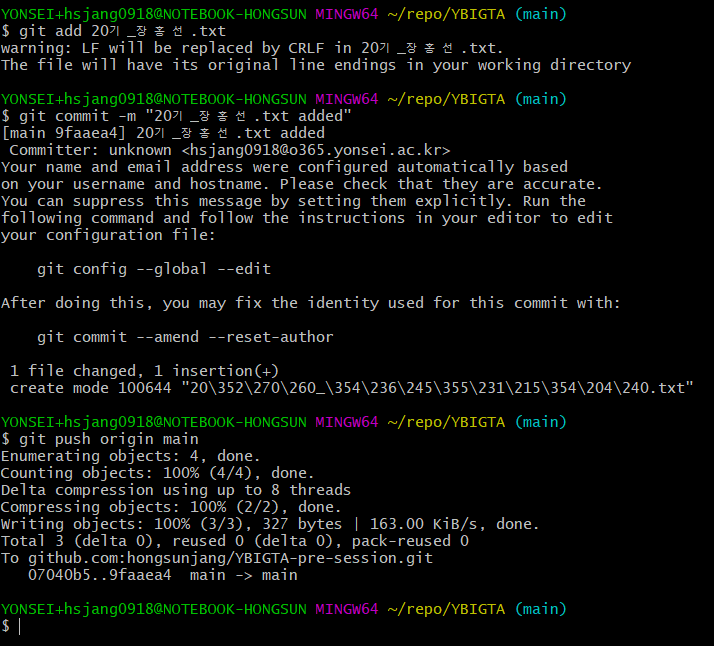 YONSEI+hsjang0918@NOTEBOOK-HONGSUN MINGW64 ~/repo/YBIGTA (main)
$ git add 20기 _장 홍 선 .txt
warning: LF will be replaced by CRLF in 20기 _장 홍 선 .txt.
The file will have its original line endings in your working directory

YONSEI+hsjang0918@NOTEBOOK-HONGSUN MINGW64 ~/repo/YBIGTA (main)
$ git commit -m "20기 _장 홍 선 .txt added"
[main 9faaea4] 20기 _장 홍 선 .txt added
 Committer: unknown <hsjang0918@o365.yonsei.ac.kr>
Your name and email address were configured automatically based
on your username and hostname. Please check that they are accurate.
You can suppress this message by setting them explicitly. Run the
following command and follow the instructions in your editor to edit
your configuration file:

    git config --global --edit

After doing this, you may fix the identity used for this commit with:

    git commit --amend --reset-author

 1 file changed, 1 insertion(+)
 create mode 100644 "20\352\270\260_\354\236\245\355\231\215\354\204\240.txt"

YONSEI+hsjang0918@NOTEBOOK-HONGSUN MINGW64 ~/repo/YBIGTA (main)
$ git push origin main
Enumerating objects: 4, done.
Counting objects: 100% (4/4), done.
Delta compression using up to 8 threads
Compressing objects: 100% (2/2), done.
Writing objects: 100% (3/3), 327 bytes | 163.00 KiB/s, done.
Total 3 (delta 0), reused 0 (delta 0), pack-reused 0
To github.com:hongsunjang/YBIGTA-pre-session.git
   07040b5..9faaea4  main -> main

YONSEI+hsjang0918@NOTEBOOK-HONGSUN MINGW64 ~/repo/YBIGTA (main)
$